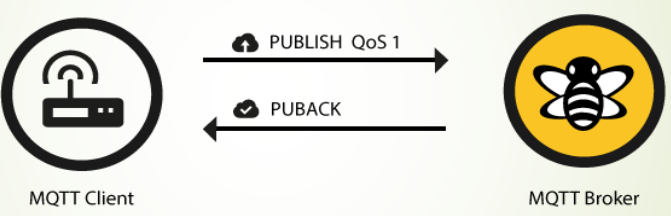 PUBLISH QoS 1
PUBACK
MQTT Client
MQTT Broker